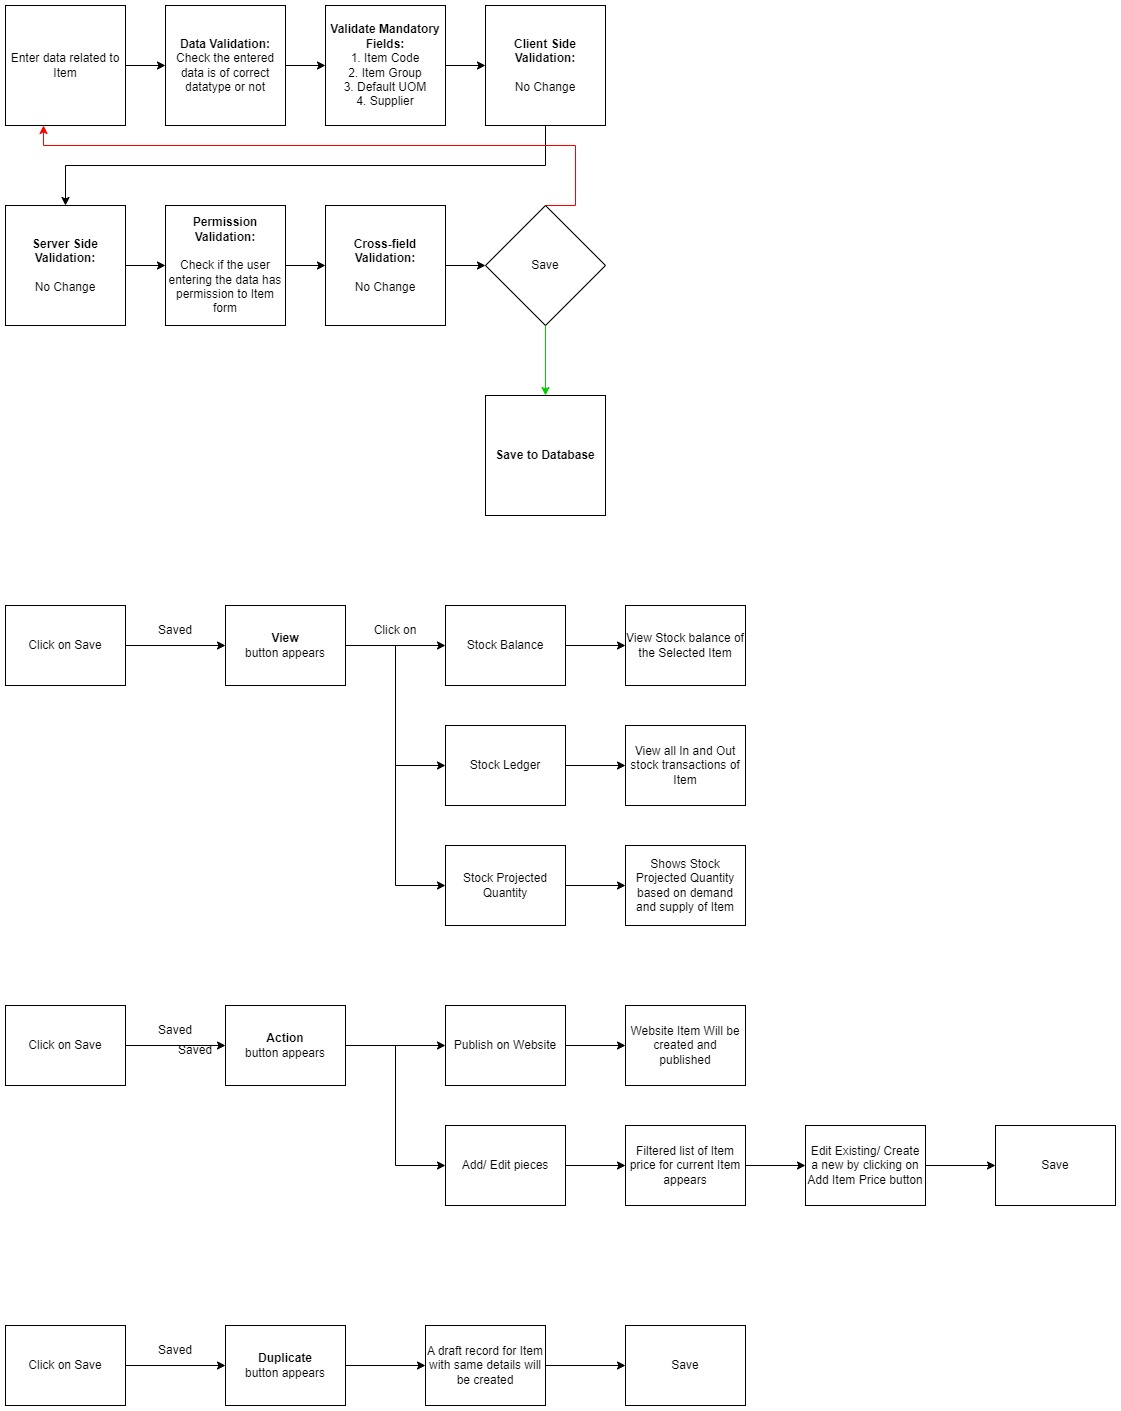 Enter data related to
Item
Data Validation:
Check the entered
data is of correct
datatype or not
Validate Mandatory
Fields:
1. Item Code
2. Item Group
3. Default UOM
4. Supplier
Client Side
Validation:
No Change
Server Side
Validation:
No Change
Permission
Validation:
Check if the user
entering the data has
permission to Item
form
Cross-field
Validation:
No Change
Save
Save to Database
Click on Save
Saved
View
button appears
Click on
Stock Balance
View Stock balance of
the Selected Item
Stock Ledger
View all In and Out
stock transactions of
Item
Stock Projected
Quantity
Shows Stock
Projected Quantity
based on demand
and supply of Item
Click on Save
Saved
Saved
Action
button appears
Publish on Website
Website Item Will be
created and
published
Add/ Edit pieces
Filtered list of Item
price for current Item
appears
Edit Existing/ Create
a new by clicking on
Add Item Price button
Save
Click on Save
Saved
Duplicate
button appears
A draft record for Item
with same details will
be created
Save